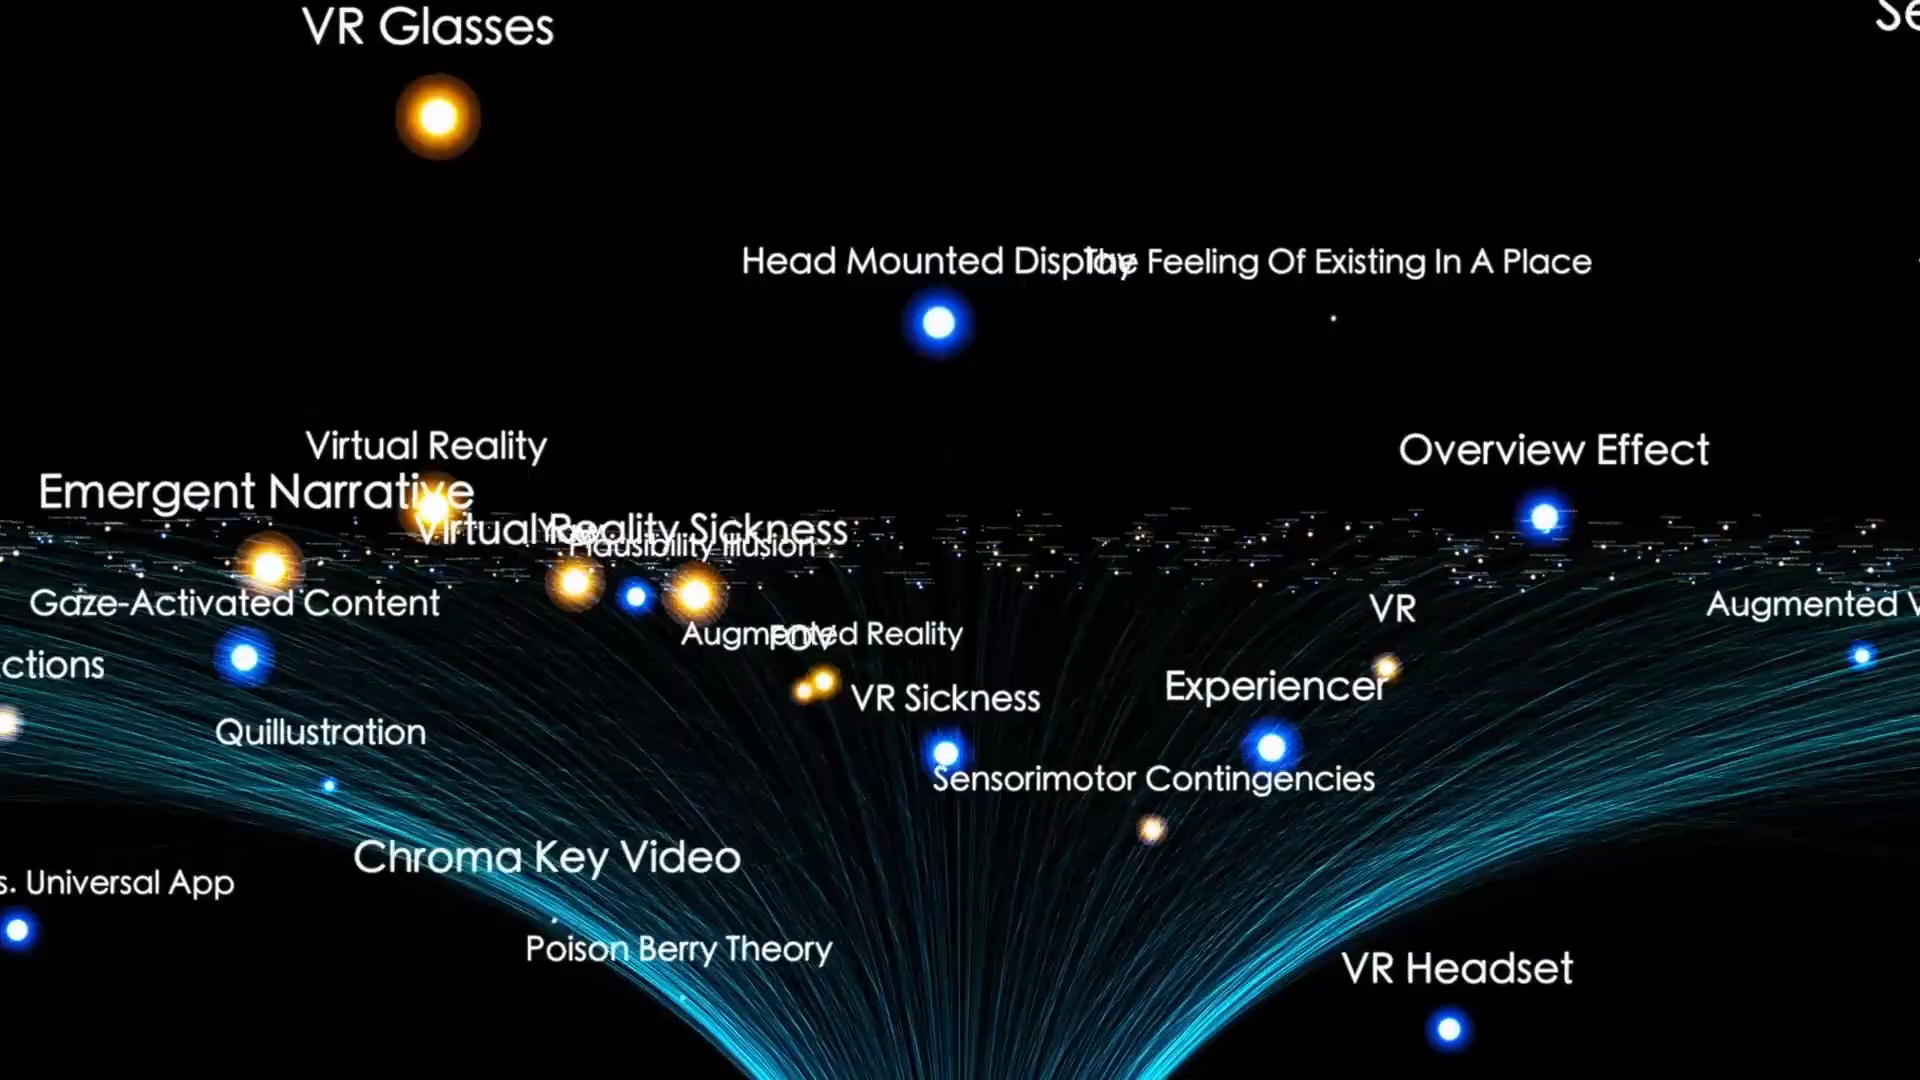 VR Glasses
Se
Head Mounted Display
The Feeling Of Existing In A Place
Virtual Reality
Overview Effect
Emergent Narrative
Virtual Reality Sickness
Plausibility Illusion
Gaze-Activated Content
VR
Augmented V
Augmented Reality
FOV
ctions
VR Sickness
Experiencer
Quillustration
Sensorimotor Contingencies
Chroma Key Video
s. Universal App
Poison Berry Theory
VR Headset